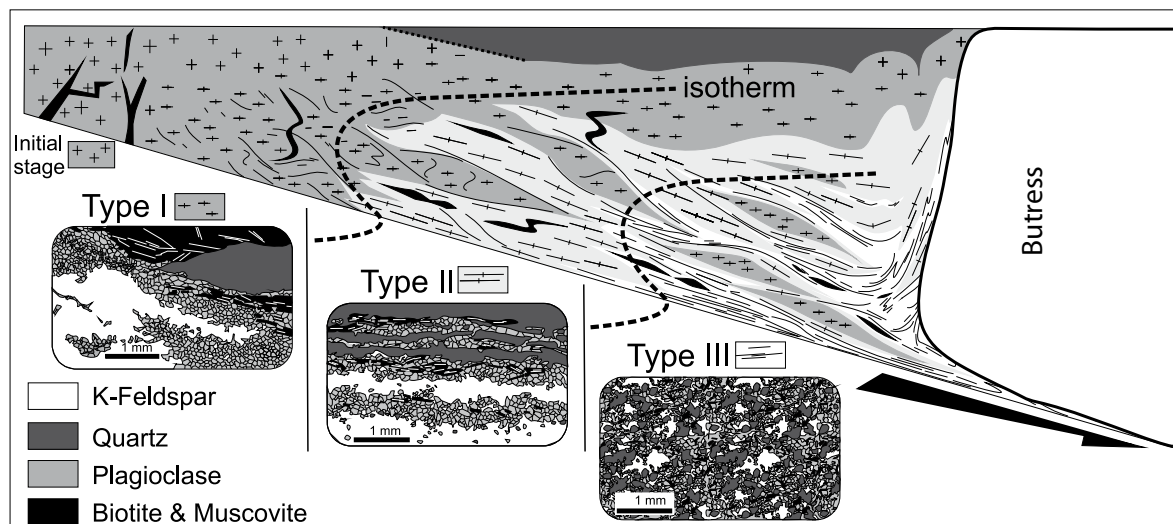 isotherm
Initial
stage
Type I
1 mm
Type II
1 mm
Type III
1 mm
Butress
K-Feldspar
Quartz
Plagioclase
Biotite & Muscovite